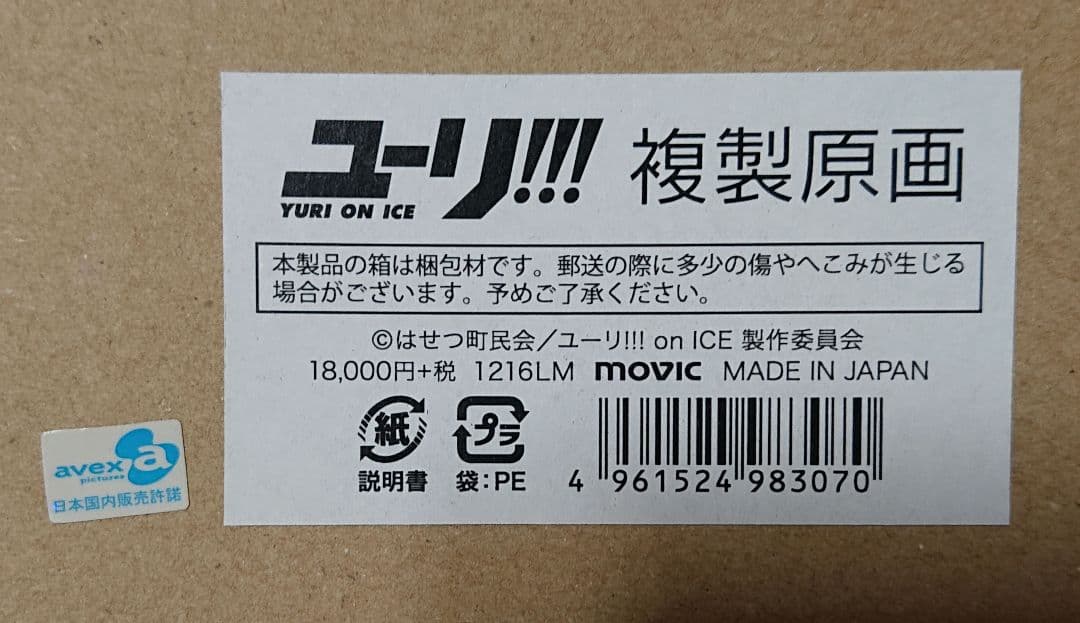 ユーリ!!! 複製原画
YURI ON ICE
本製品の箱は梱包材です。郵送の際に多少の傷やへこみが生じる
場合がございます。予めご了承ください。
©はせつ町民会/ユーリ!!! on ICE 製作委員会
18,000円+税 1216LM movic MADE IN JAPAN
紙 プラ
説明書 袋:PE
4 961524 983070
avex a
pictures
日本国内販売許諾